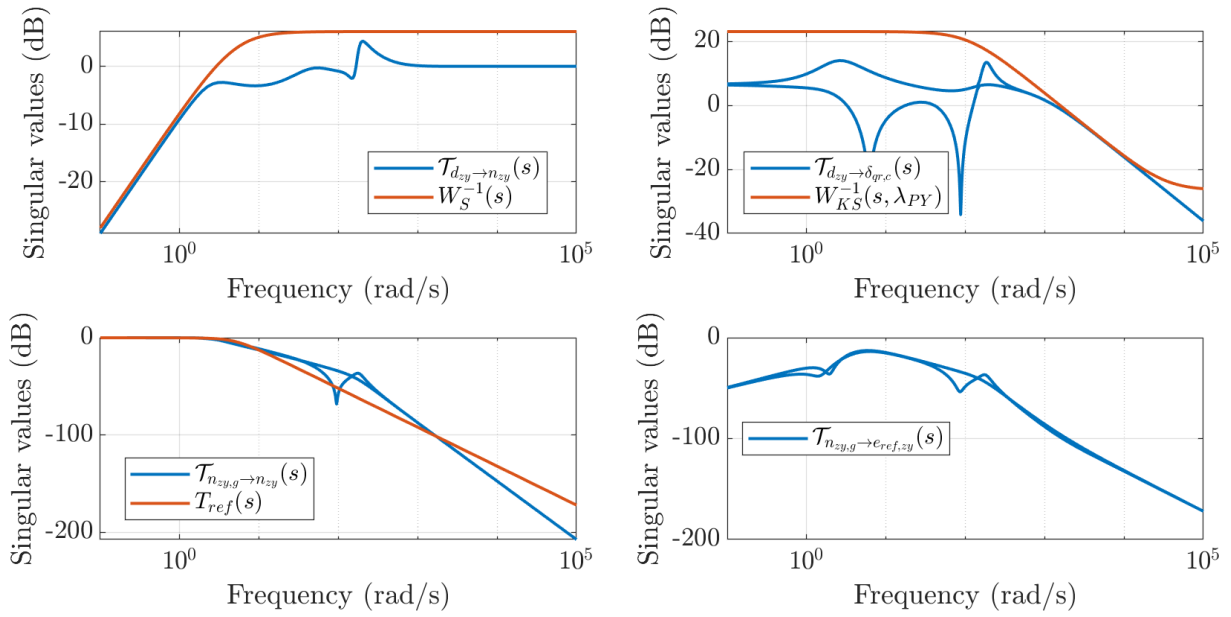 Singular values (dB)
0
-10
-20
10^0
10^5
Frequency (rad/s)
𝒯_{d_{zy}→n_{zy}}(s)
W_S^{-1}(s)
Singular values (dB)
20
0
-20
-40
10^0
10^5
Frequency (rad/s)
𝒯_{d_{zy}→δ_{qr,c}}(s)
W_{KS}^{-1}(s, λ_{PY})
Singular values (dB)
0
-100
-200
10^0
10^5
Frequency (rad/s)
𝒯_{n_{zy,g}→n_{zy}}(s)
T_{ref}(s)
Singular values (dB)
0
-100
-200
10^0
10^5
Frequency (rad/s)
𝒯_{n_{zy,g}→e_{ref,zy}}(s)